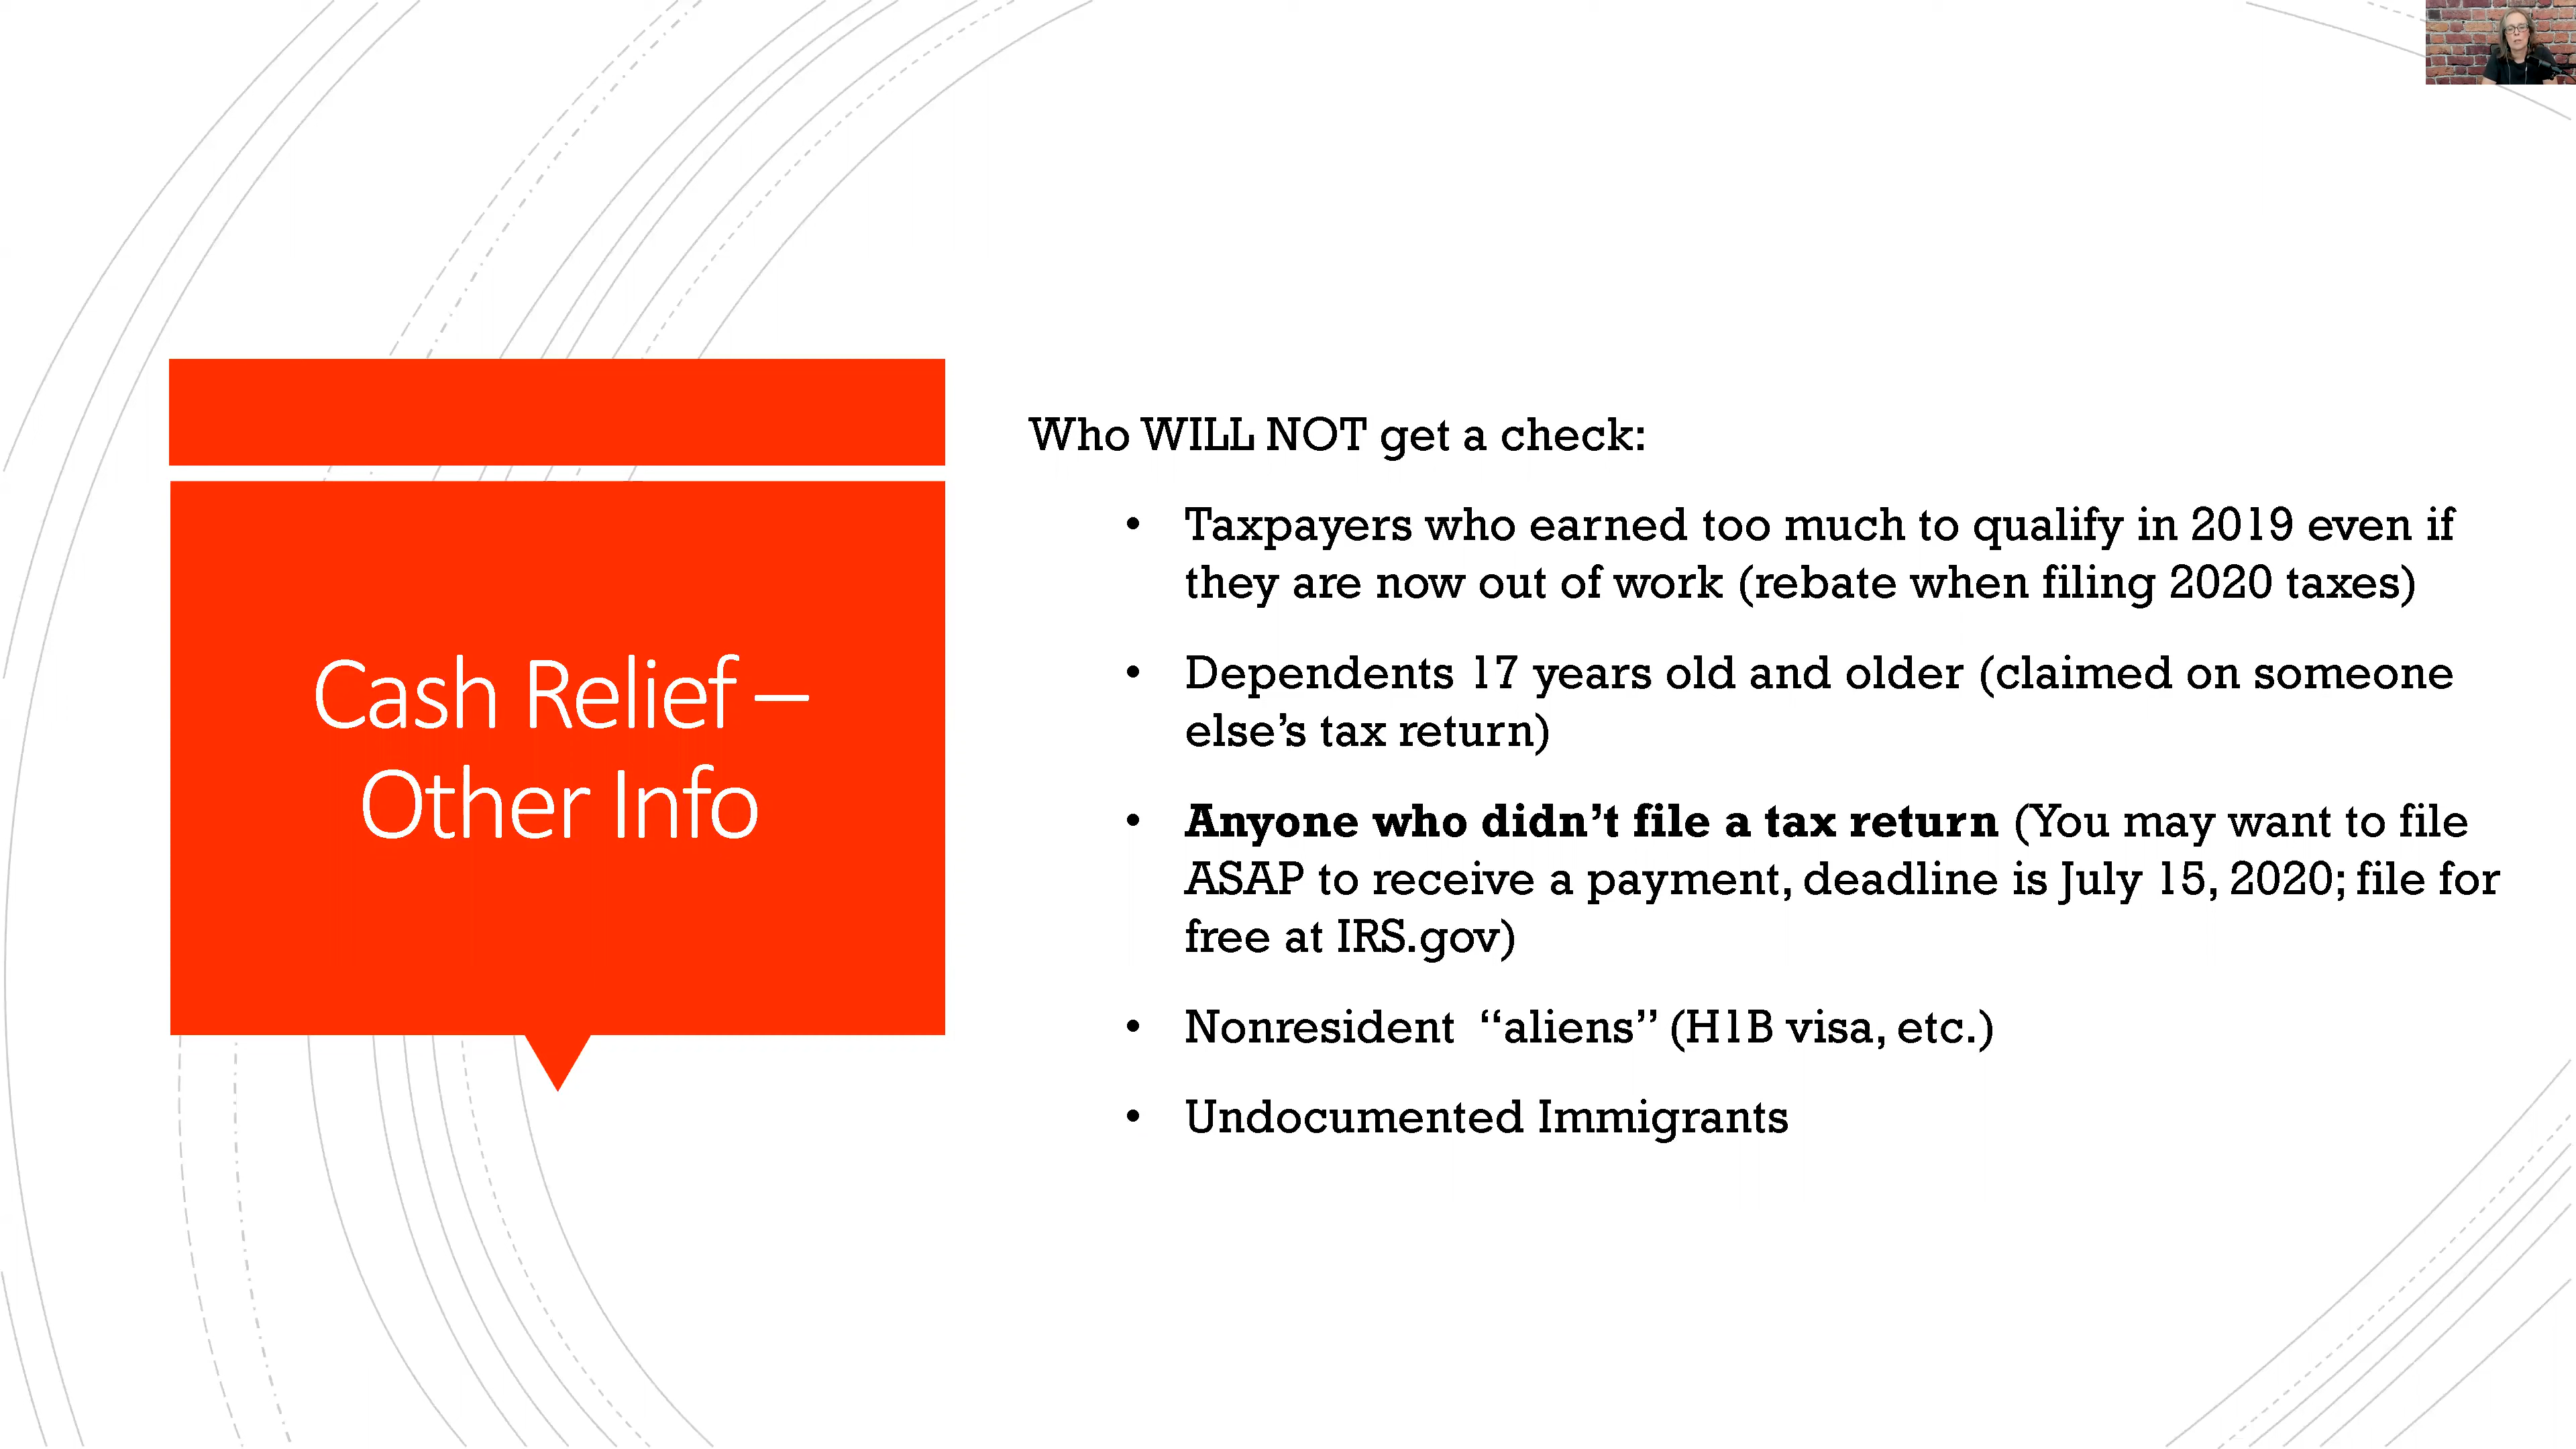 Cash Relief –
Other Info
Who WILL NOT get a check:
• Taxpayers who earned too much to qualify in 2019 even if
they are now out of work (rebate when filing 2020 taxes)
• Dependents 17 years old and older (claimed on someone
else’s tax return)
• Anyone who didn’t file a tax return (You may want to file
ASAP to receive a payment, deadline is July 15, 2020; file for
free at IRS.gov)
• Nonresident “aliens” (H1B visa, etc.)
• Undocumented Immigrants